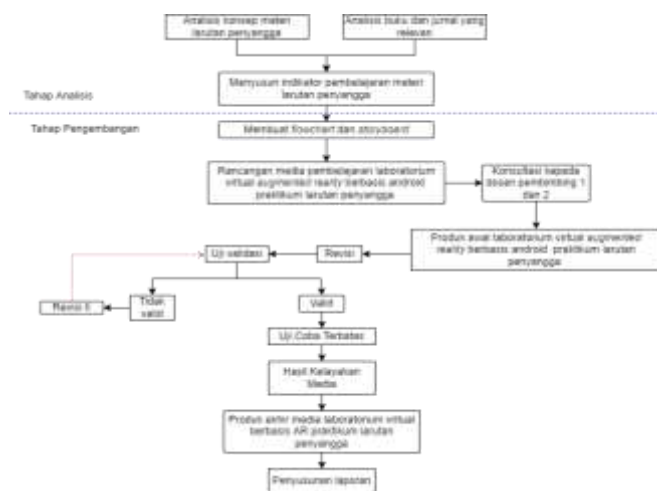 Analisis konsep materi
larutan penyangga
Analisis buku dan jurnal yang
relevan
Menyusun indikator pembelajaran materi
larutan penyangga
Tahap Analisis
Tahap Pengembangan
Membuat flowchart dan storyboard
Rancangan media pembelajaran laboratorium
virtual augmented reality berbasis android
praktikum larutan penyangga
Konsultasi kepada
dosen pembimbing 1
dan 2
Produk awal laboratorium virtual augmented
reality berbasis android praktikum larutan
penyangga
Revisi
Uji validasi
Tidak
valid
Revisi II
Valid
Uji Coba Terbatas
Hasil Kelayakan
Media
Produk akhir media laboratorium virtual
berbasis AR praktikum larutan
penyangga
Penyusunan laporan